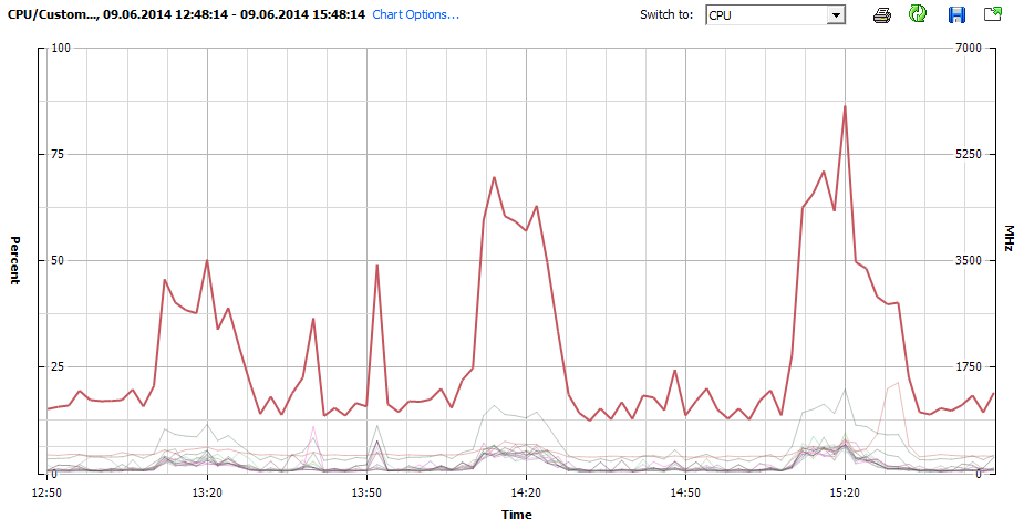 CPU/Custom..., 09.06.2014 12:48:14 - 09.06.2014 15:48:14 Chart Options... Switch to: CPU
100 7000
75 5250
Percent
50 3500
MHz
25 1750
0 0
12:50 13:20 13:50 14:20 14:50 15:20
Time